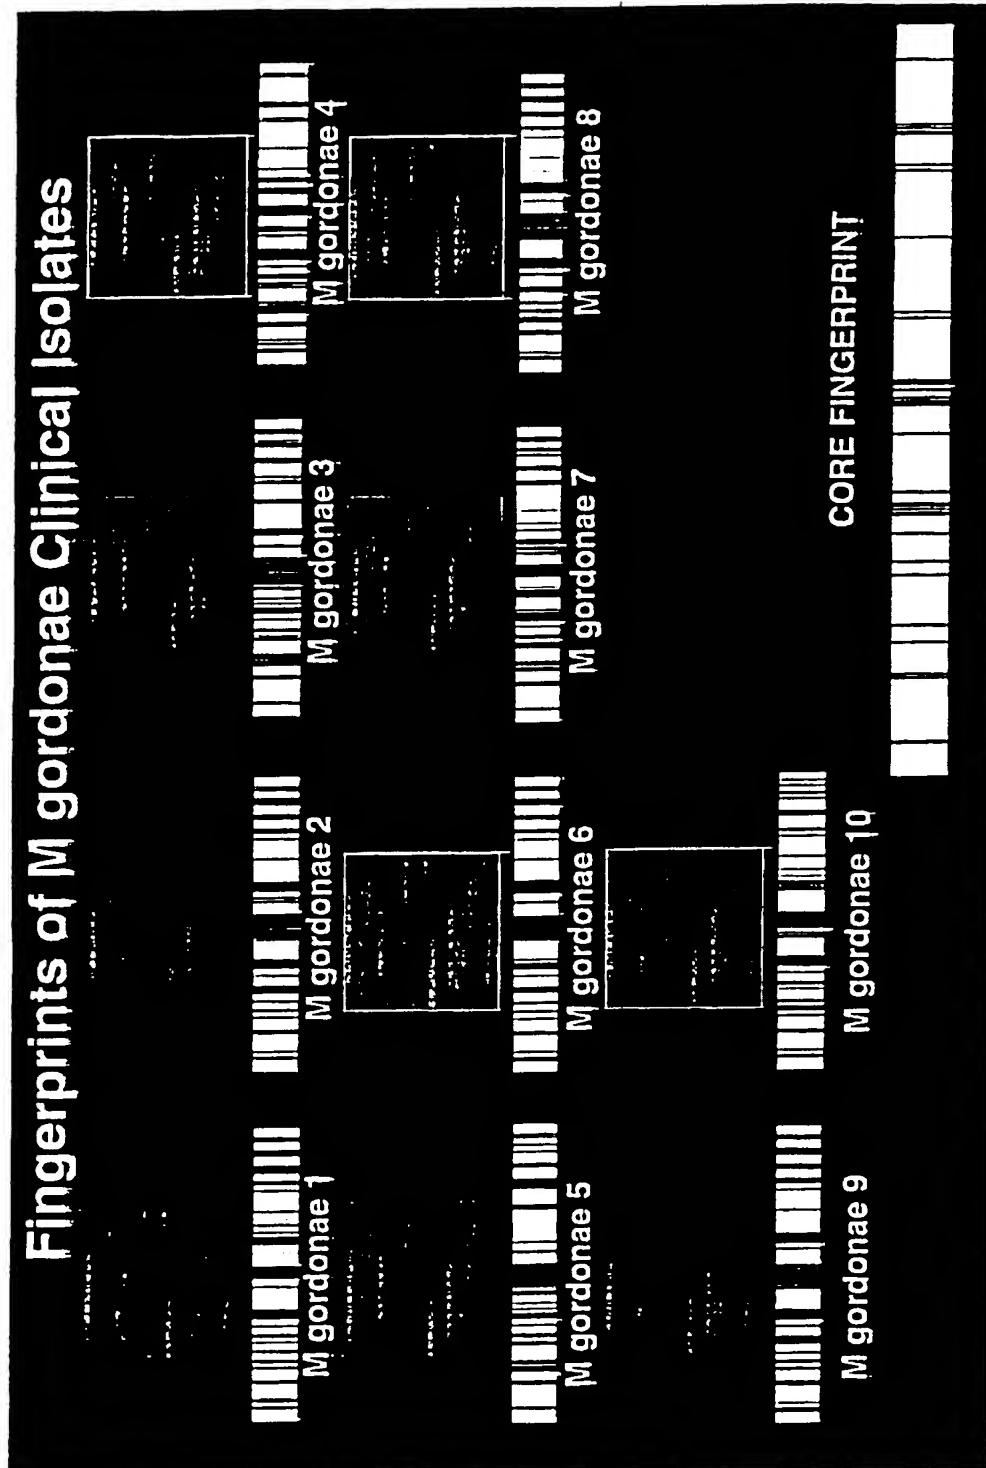 Fingerprints of M gordonae Clinical Isolates
M gordonae 1
M gordonae 2
M gordonae 3
M gordonae 4
M gordonae 5
M gordonae 6
M gordonae 7
M gordonae 8
M gordonae 9
M gordonae 10
CORE FINGERPRINT